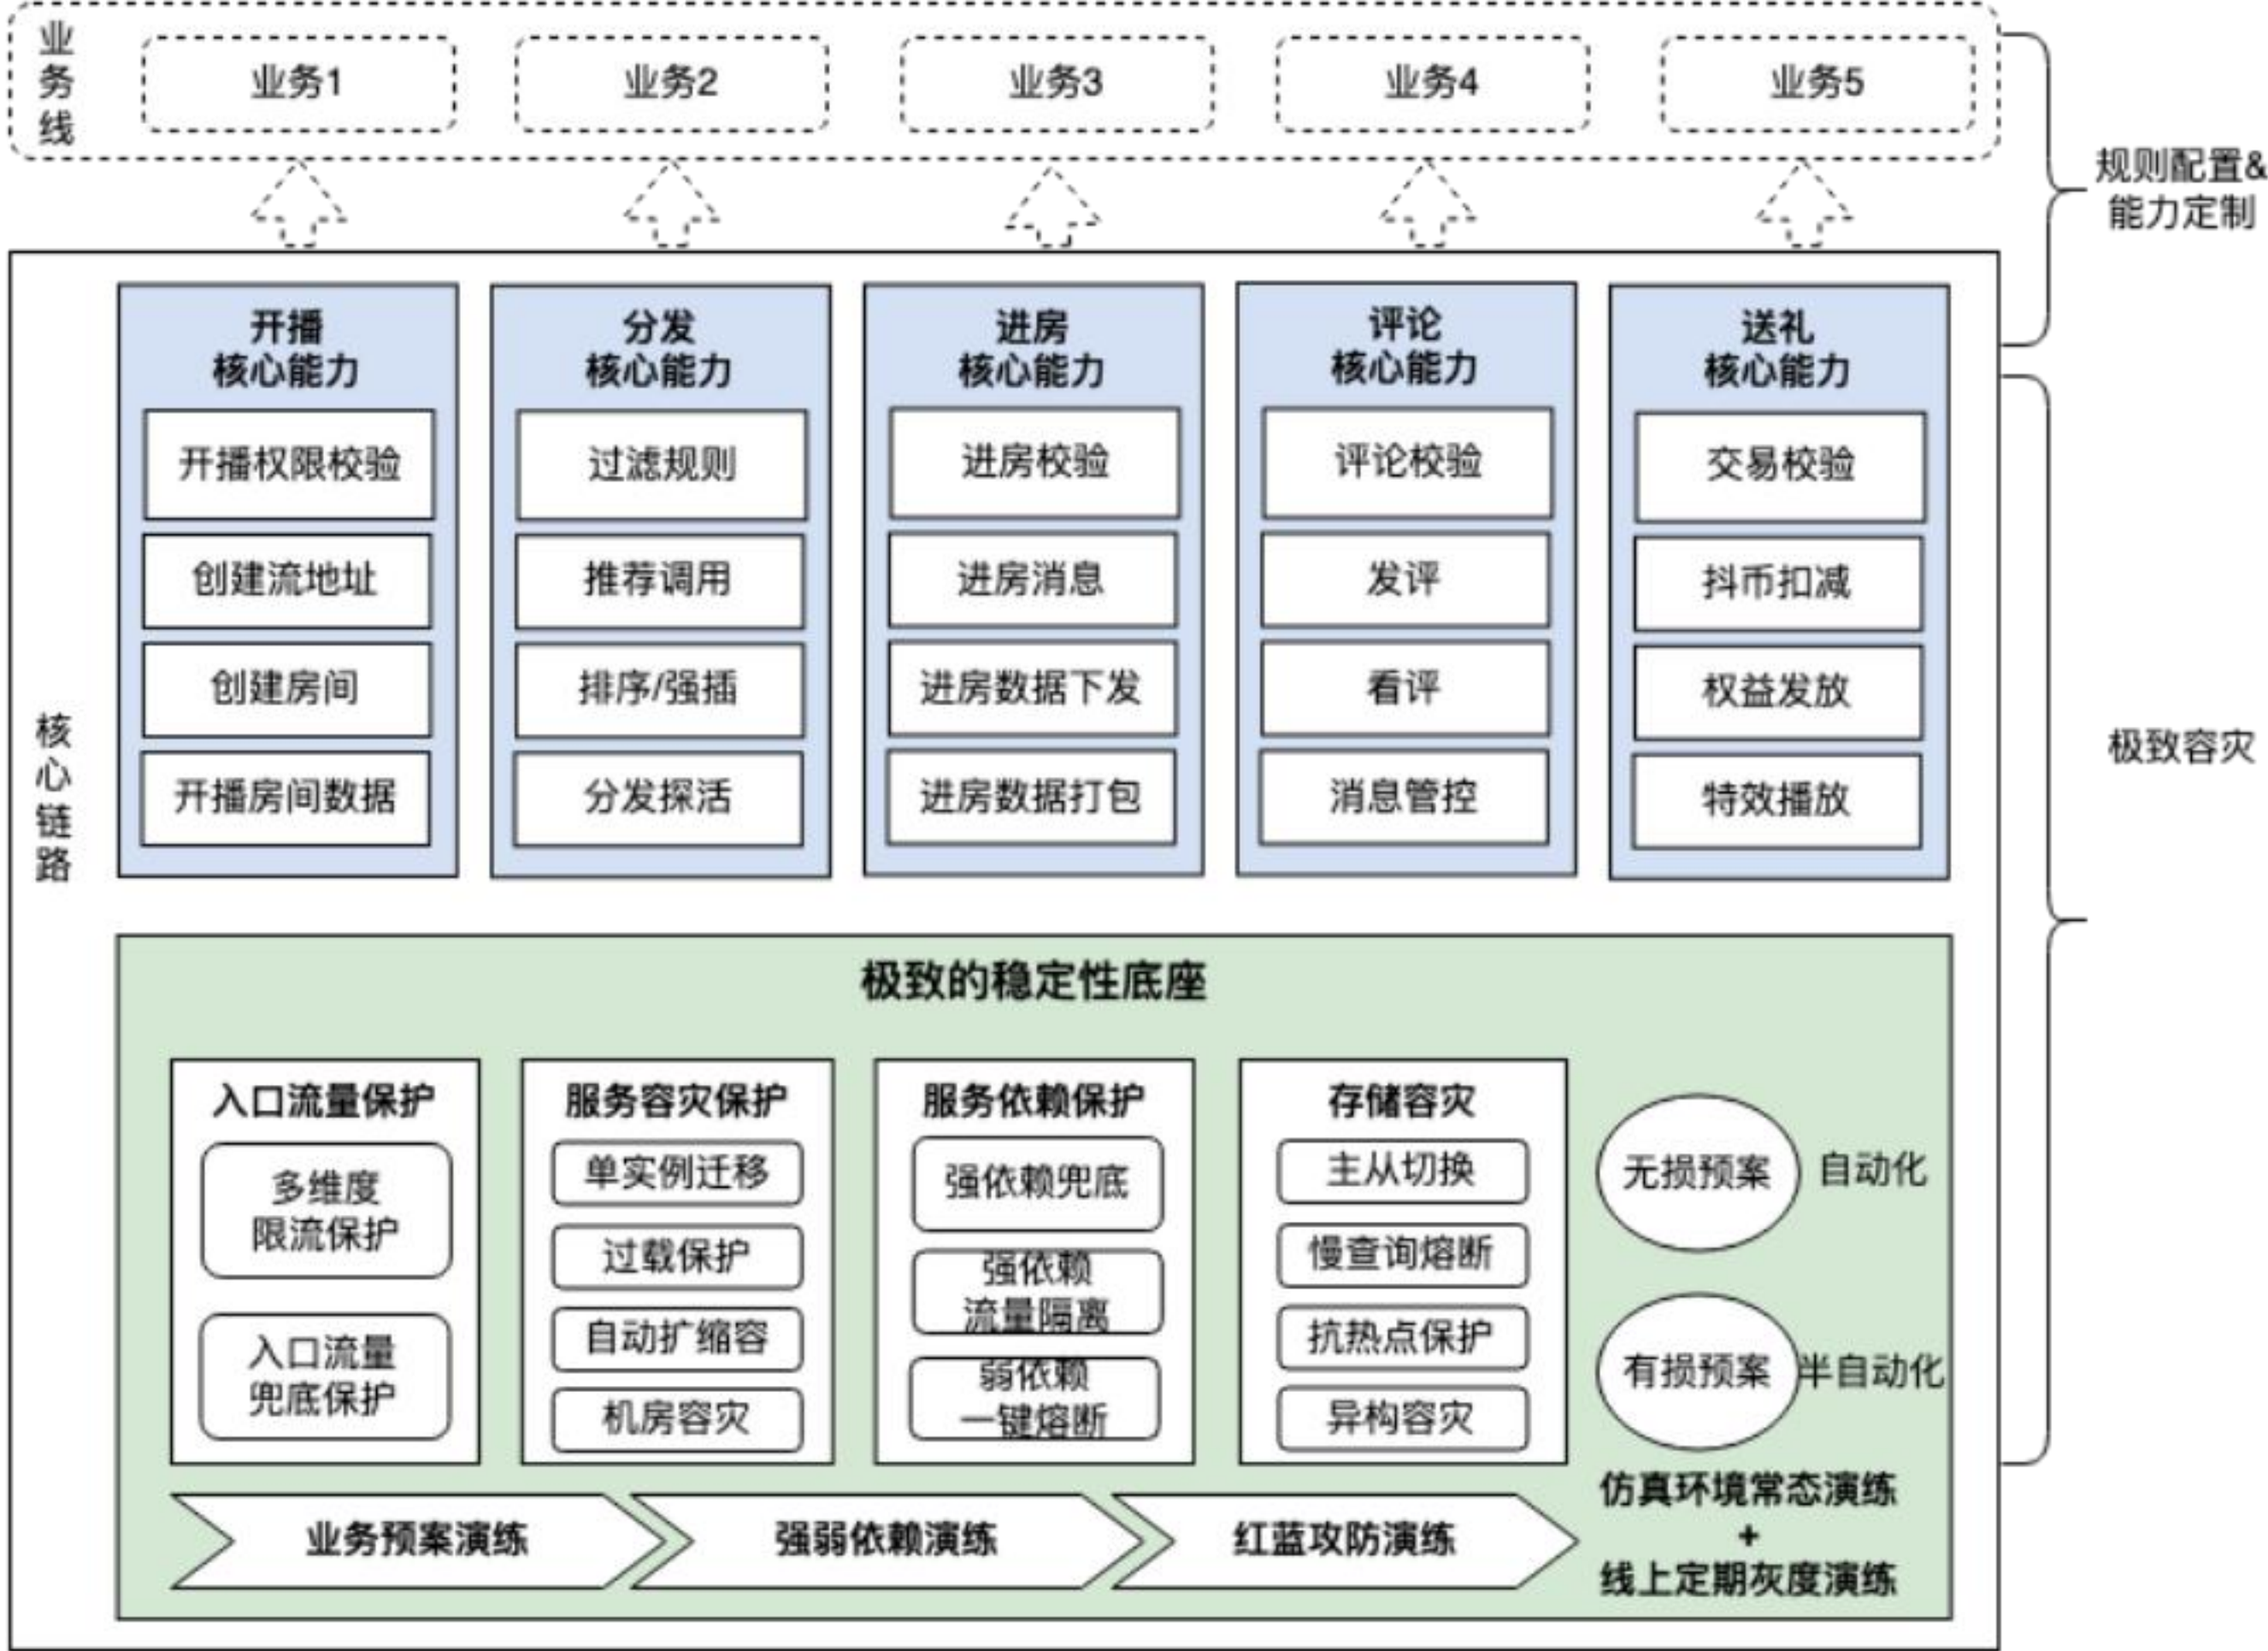 业务线
业务1
业务2
业务3
业务4
业务5
规则配置&
能力定制
核心链路
开播
核心能力
开播权限校验
创建流地址
创建房间
开播房间数据
分发
核心能力
过滤规则
推荐调用
排序/强插
分发探活
进房
核心能力
进房校验
进房消息
进房数据下发
进房数据打包
评论
核心能力
评论校验
发评
看评
消息管控
送礼
核心能力
交易校验
抖币扣减
权益发放
特效播放
极致容灾
极致的稳定性底座
入口流量保护
多维度
限流保护
入口流量
兜底保护
服务容灾保护
单实例迁移
过载保护
自动扩缩容
机房容灾
服务依赖保护
强依赖兜底
强依赖
流量隔离
弱依赖
一键熔断
存储容灾
主从切换
慢查询熔断
抗热点保护
异构容灾
无损预案
自动化
有损预案
半自动化
业务预案演练
强弱依赖演练
红蓝攻防演练
仿真环境常态演练
+
线上定期灰度演练